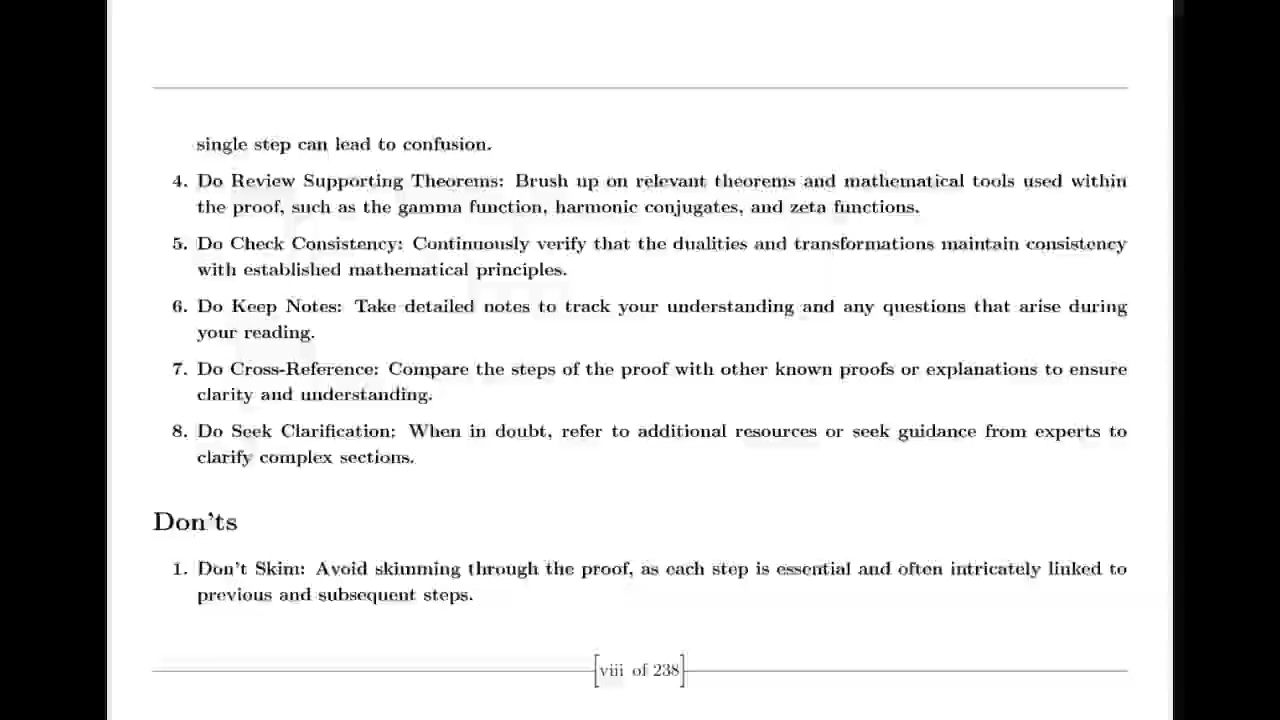 single step can lead to confusion.
4. Do Review Supporting Theorems: Brush up on relevant theorems and mathematical tools used within
the proof, such as the gamma function, harmonic conjugates, and zeta functions.
5. Do Check Consistency: Continuously verify that the dualities and transformations maintain consistency
with established mathematical principles.
6. Do Keep Notes: Take detailed notes to track your understanding and any questions that arise during
your reading.
7. Do Cross-Reference: Compare the steps of the proof with other known proofs or explanations to ensure
clarity and understanding.
8. Do Seek Clarification: When in doubt, refer to additional resources or seek guidance from experts to
clarify complex sections.
Don'ts
1. Don't Skim: Avoid skimming through the proof, as each step is essential and often intricately linked to
previous and subsequent steps.
viii of 238